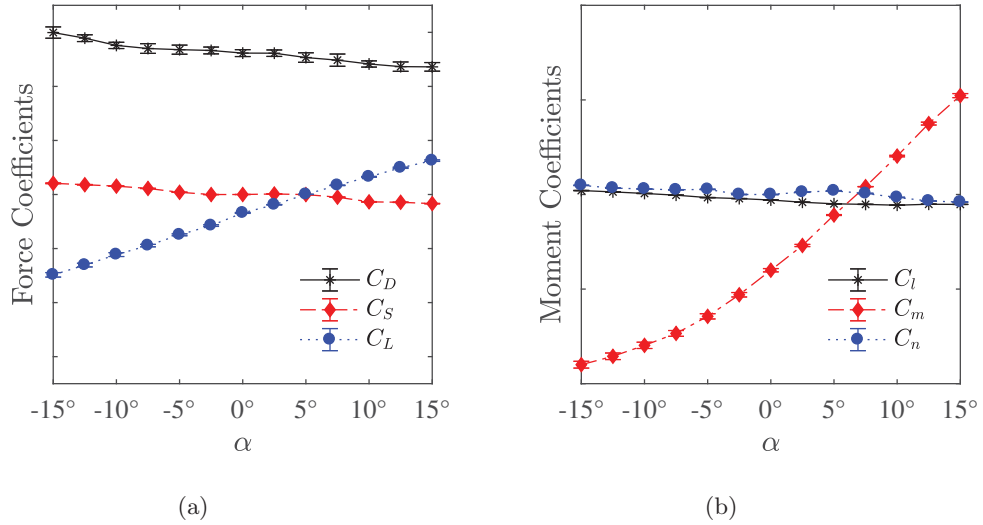 Force Coefficients
C_D
C_S
C_L
-15° -10° -5° 0° 5° 10° 15°
α
(a)
Moment Coefficients
C_l
C_m
C_n
-15° -10° -5° 0° 5° 10° 15°
α
(b)